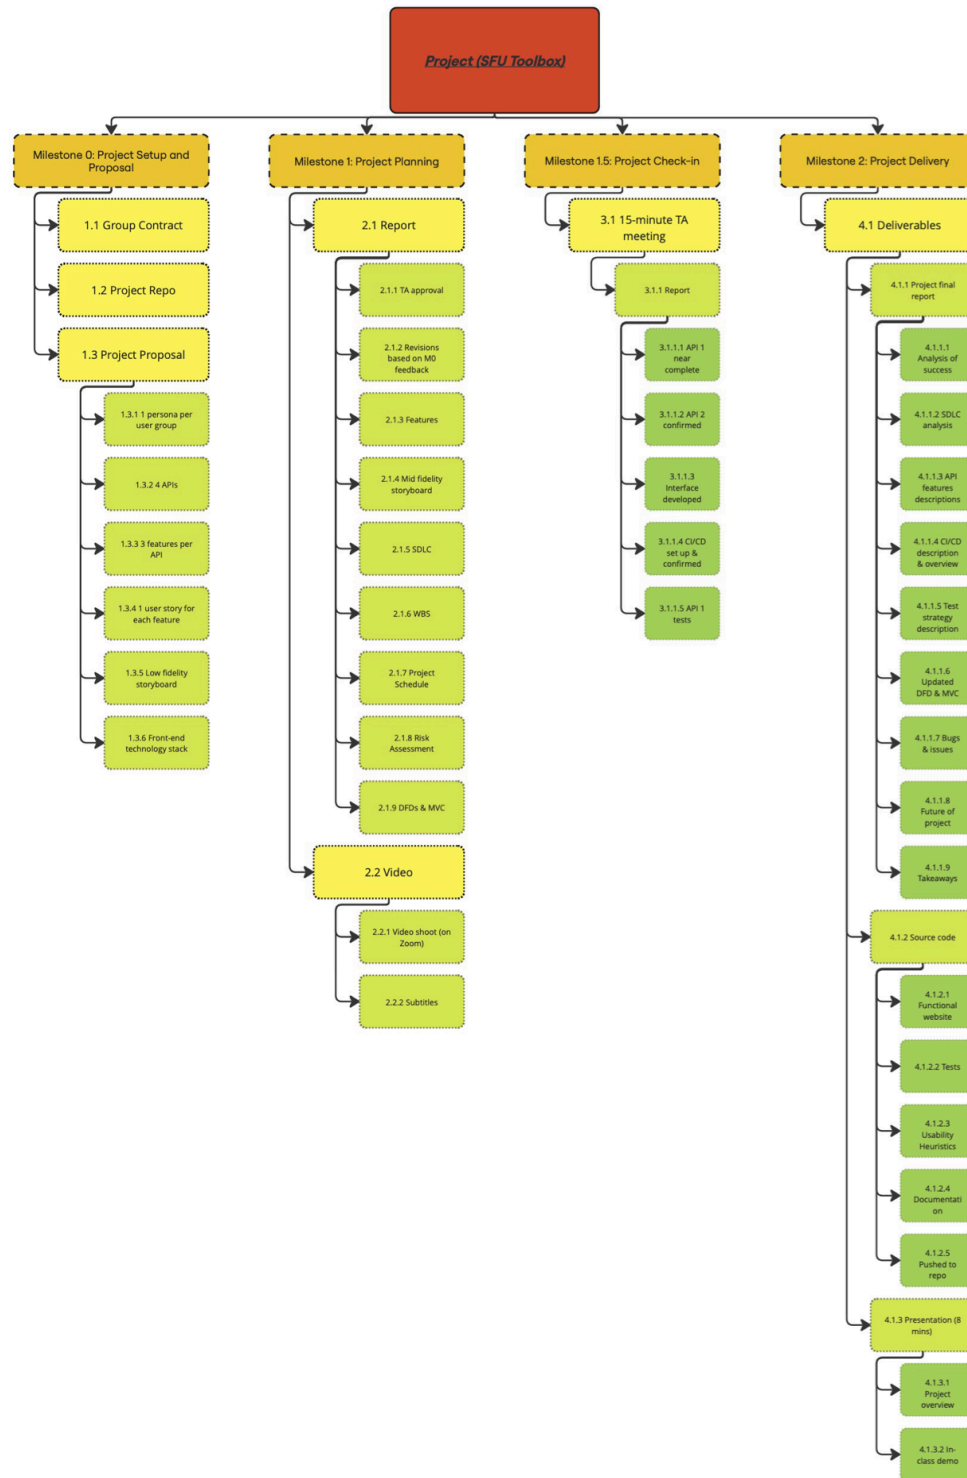 Project (SFU Toolbox)
Milestone 0: Project Setup and
Proposal
1.1 Group Contract
1.2 Project Repo
1.3 Project Proposal
1.3.1 1 persona per
user group
1.3.2 4 APIs
1.3.3 3 features per
API
1.3.4 1 user story for
each feature
1.3.5 Low fidelity
storyboard
1.3.6 Front-end
technology stack
Milestone 1: Project Planning
2.1 Report
2.1.1 TA approval
2.1.2 Revisions
based on M0
feedback
2.1.3 Features
2.1.4 Mid fidelity
storyboard
2.1.5 SDLC
2.1.6 WBS
2.1.7 Project
Schedule
2.1.8 Risk
Assessment
2.1.9 DFDs & MVC
2.2 Video
2.2.1 Video shoot (on
Zoom)
2.2.2 Subtitles
Milestone 1.5: Project Check-in
3.1 15-minute TA
meeting
3.1.1 Report
3.1.1.1 API 1
near
complete
3.1.1.2 API 2
confirmed
3.1.1.3
Interface
developed
3.1.1.4 CI/CD
set up &
confirmed
3.1.1.5 API 1
tests
Milestone 2: Project Delivery
4.1 Deliverables
4.1.1 Project final
report
4.1.1.1
Analysis of
success
4.1.1.2 SDLC
analysis
4.1.1.3 API
features
descriptions
4.1.1.4 CI/CD
description
& overview
4.1.1.5 Test
strategy
description
4.1.1.6
Updated
DFD & MVC
4.1.1.7 Bugs
& issues
4.1.1.8
Future of
project
4.1.1.9
Takeaways
4.1.2 Source code
4.1.2.1
Functional
website
4.1.2.2 Tests
4.1.2.3
Usability
Heuristics
4.1.2.4
Documentati
on
4.1.2.5
Pushed to
repo
4.1.3 Presentation (8
mins)
4.1.3.1
Project
overview
4.1.3.2 In-
class demo